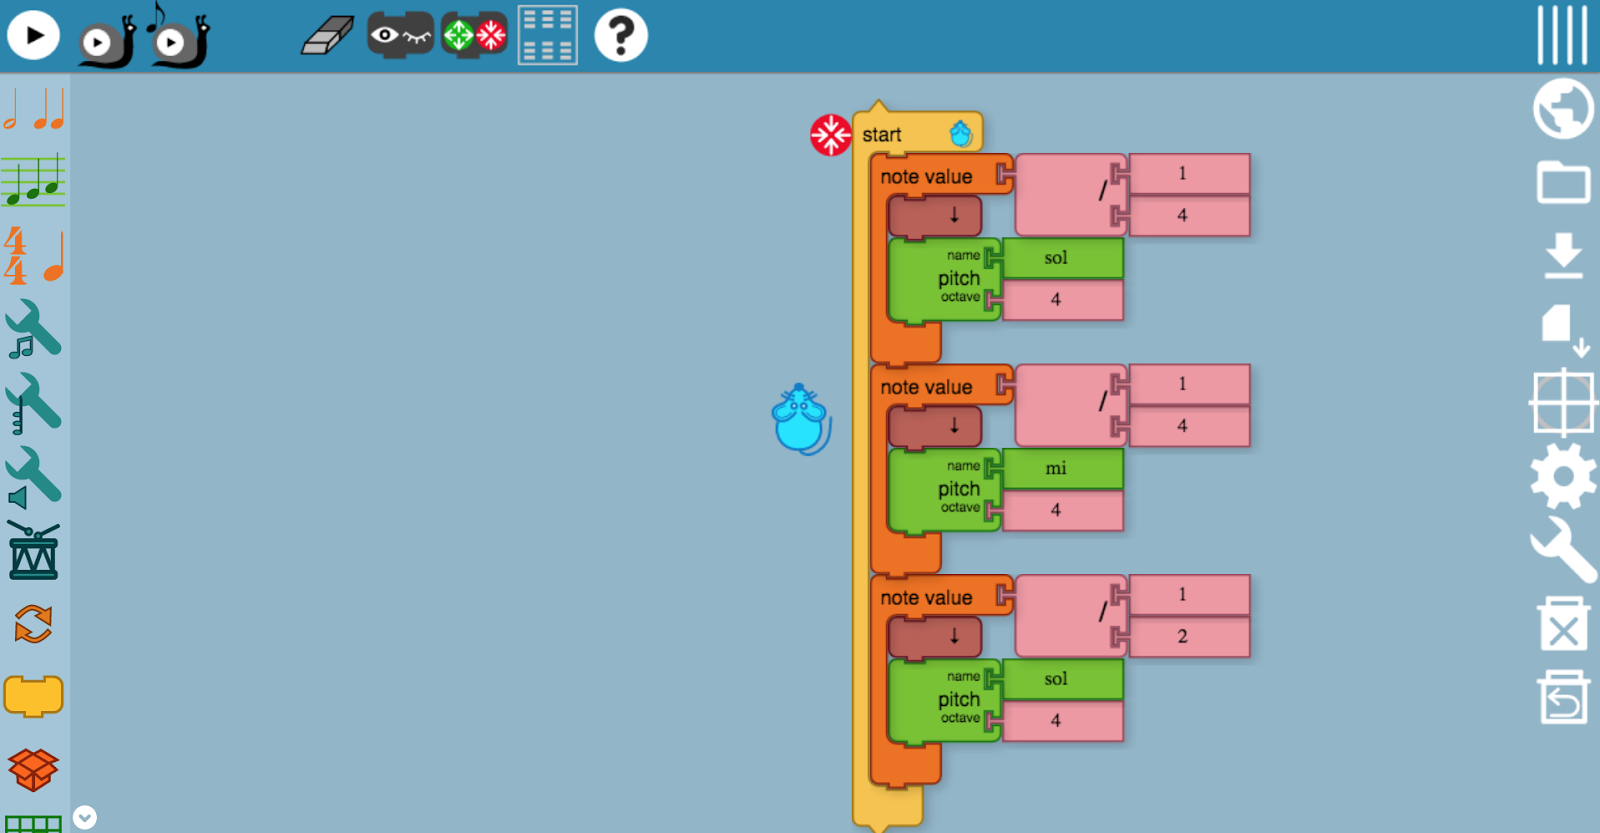 ?
4
4
start
note value / 1
4
↓
name sol
pitch
octave 4
note value / 1
4
↓
name mi
pitch
octave 4
note value / 1
2
↓
name sol
pitch
octave 4